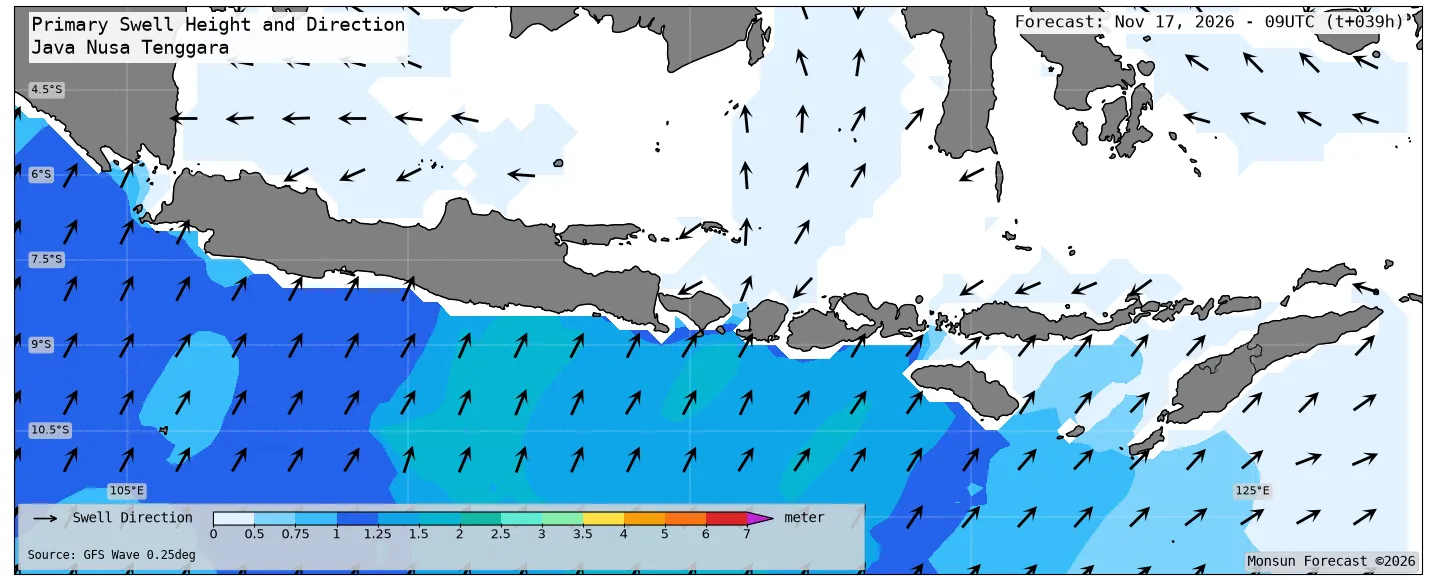 Primary Swell Height and Direction
Java Nusa Tenggara
Forecast: Nov 17, 2026 - 09UTC (t+039h)
4.5°S
6°S
7.5°S
9°S
10.5°S
105°E
125°E
Swell Direction
0 0.5 0.75 1 1.25 1.5 2 2.5 3 3.5 4 5 6 7
meter
Source: GFS Wave 0.25deg
Monsun Forecast ©2026